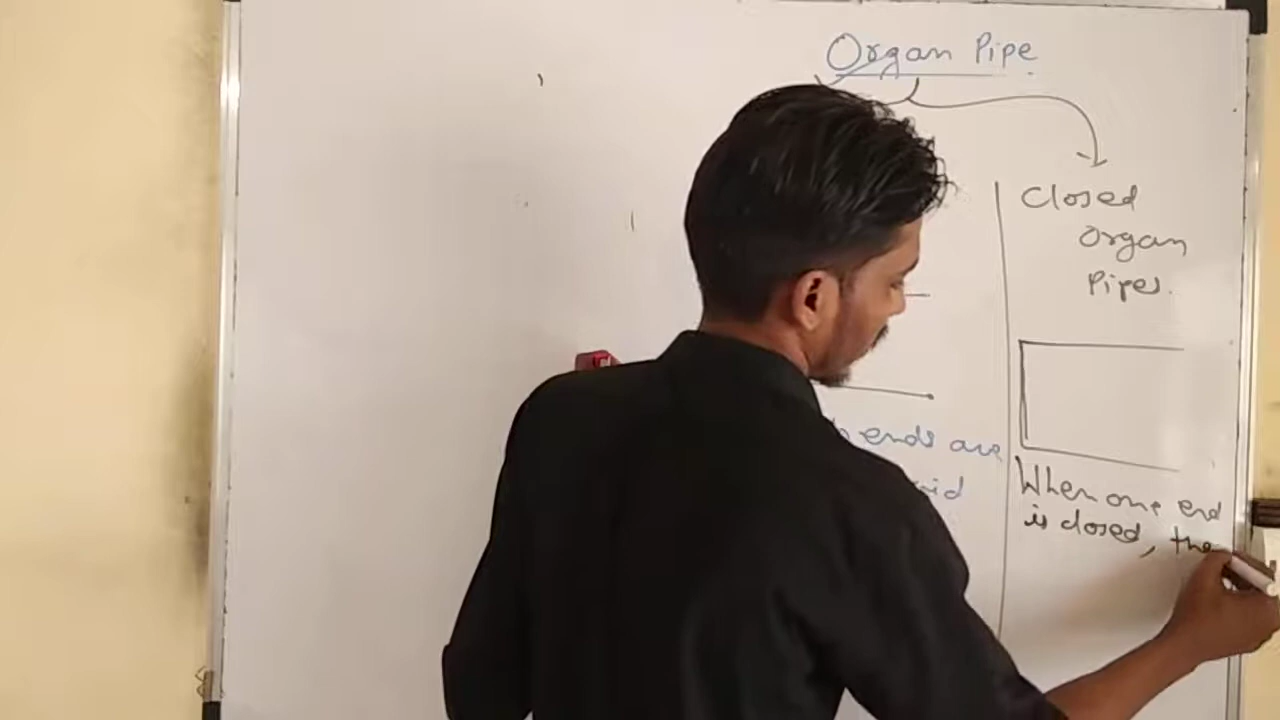 Organ Pipe
Closed
Organ
Pipes.
ends are
When one end
is closed, the